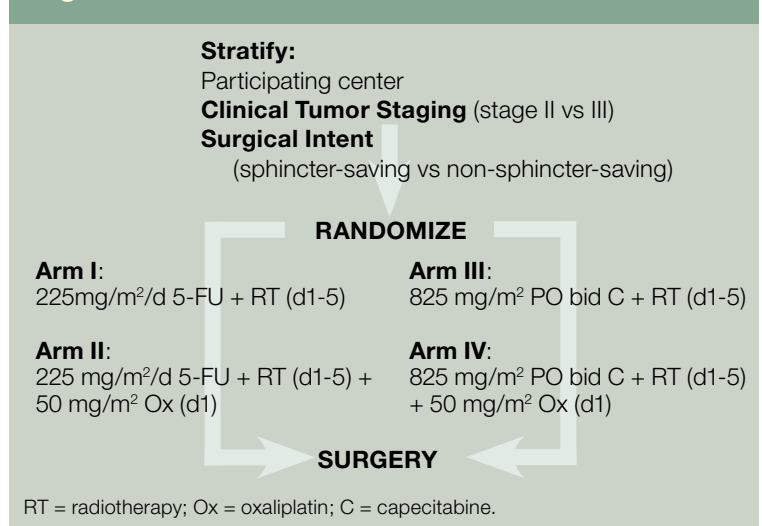 Stratify:
Participating center
Clinical Tumor Staging (stage II vs III)
Surgical Intent
(sphincter-saving vs non-sphincter-saving)
RANDOMIZE
Arm I:
225mg/m²/d 5-FU + RT (d1-5)
Arm II:
225 mg/m²/d 5-FU + RT (d1-5) +
50 mg/m² Ox (d1)
Arm III:
825 mg/m² PO bid C + RT (d1-5)
Arm IV:
825 mg/m² PO bid C + RT (d1-5)
+ 50 mg/m² Ox (d1)
SURGERY
RT = radiotherapy; Ox = oxaliplatin; C = capecitabine.